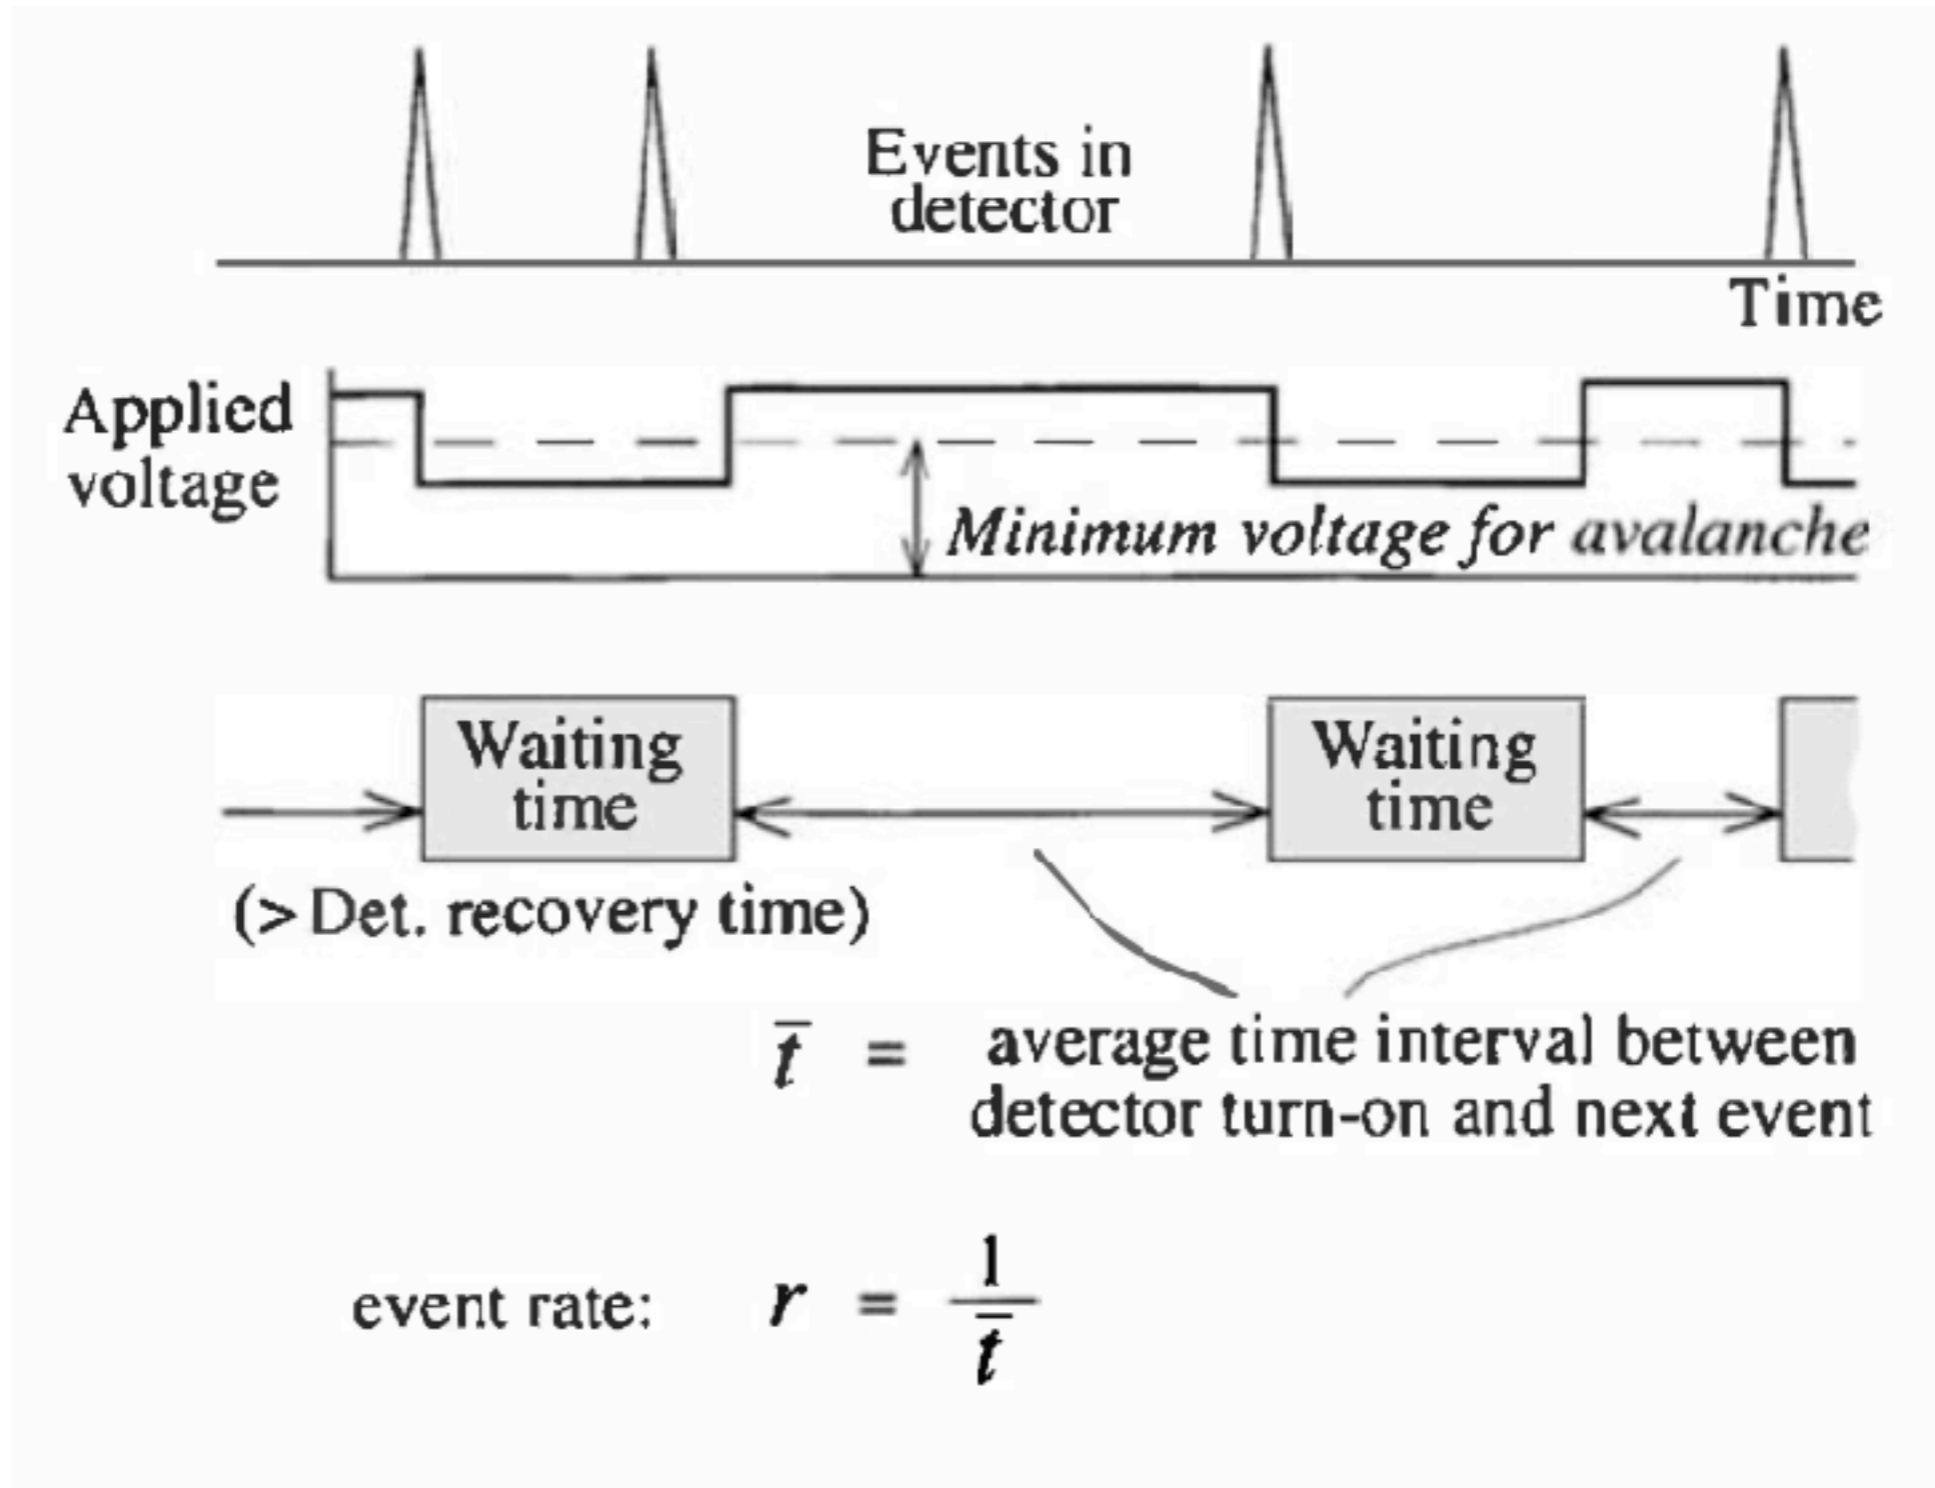 Events in
detector
Time
Applied
voltage
Minimum voltage for avalanche
Waiting
time
Waiting
time
(> Det. recovery time)
t̄ = average time interval between
detector turn-on and next event
event rate: r = 1/t̄